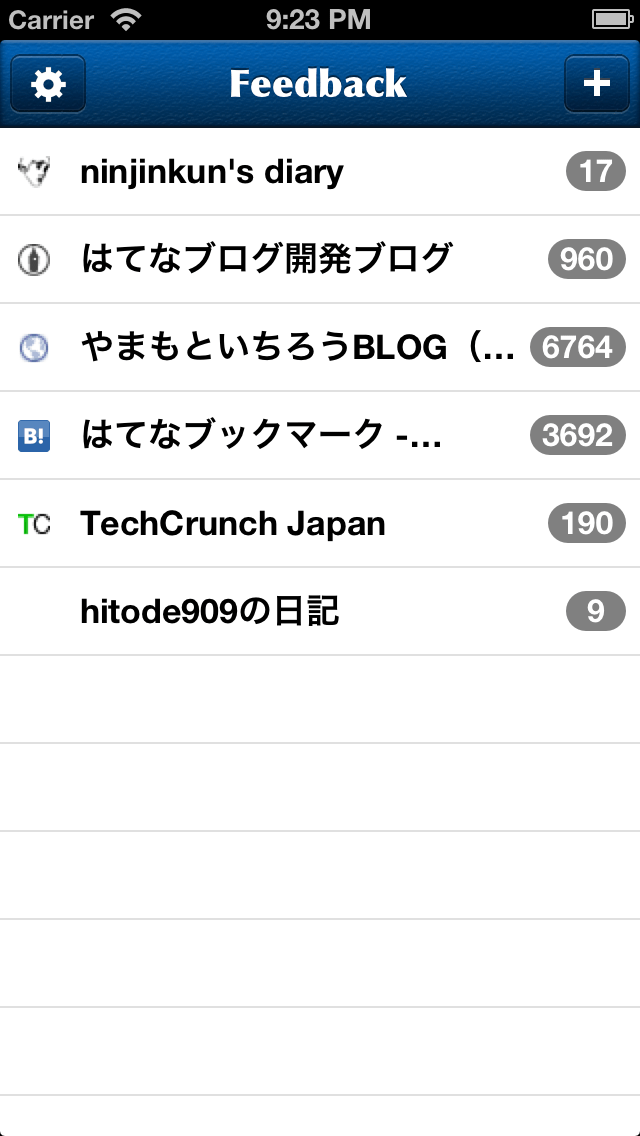 Carrier 9:23 PM
Feedback
ninjinkun's diary 17
はてなブログ開発ブログ 960
やまもといちろうBLOG（... 6764
B! はてなブックマーク -... 3692
TC TechCrunch Japan 190
hitode909の日記 9